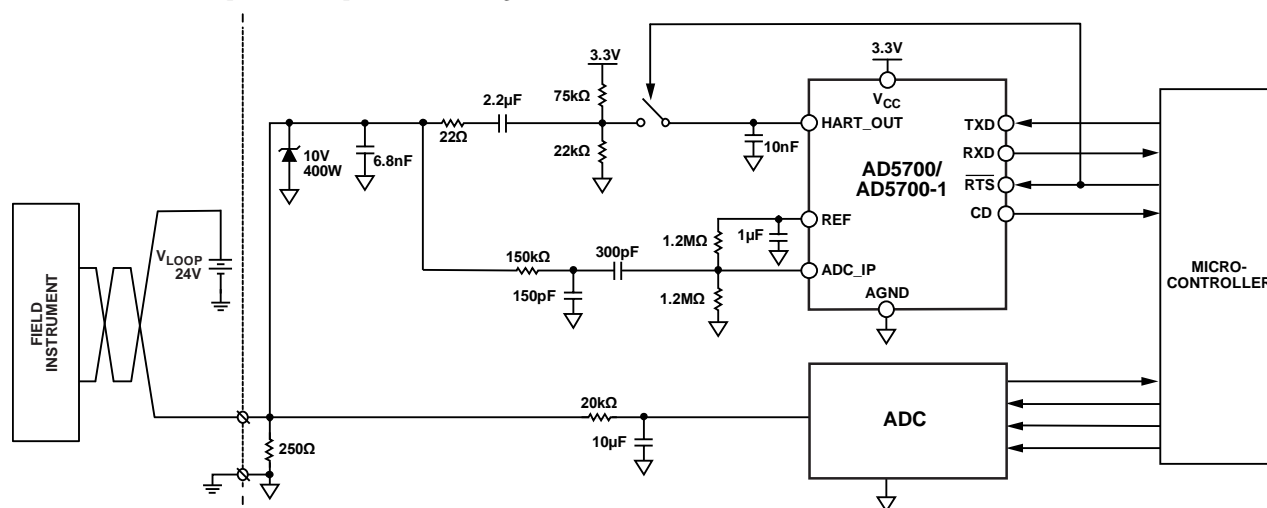 3.3V
3.3V
2.2µF
75kΩ
VCC
22Ω
HART_OUT
TXD
10V
400W
6.8nF
22kΩ
10nF
RXD
AD5700/
AD5700-1
RTS
REF
CD
FIELD
INSTRUMENT
VLOOP
24V
1.2MΩ
1µF
150kΩ
300pF
150pF
ADC_IP
1.2MΩ
AGND
MICRO-
CONTROLLER
20kΩ
ADC
10µF
250Ω